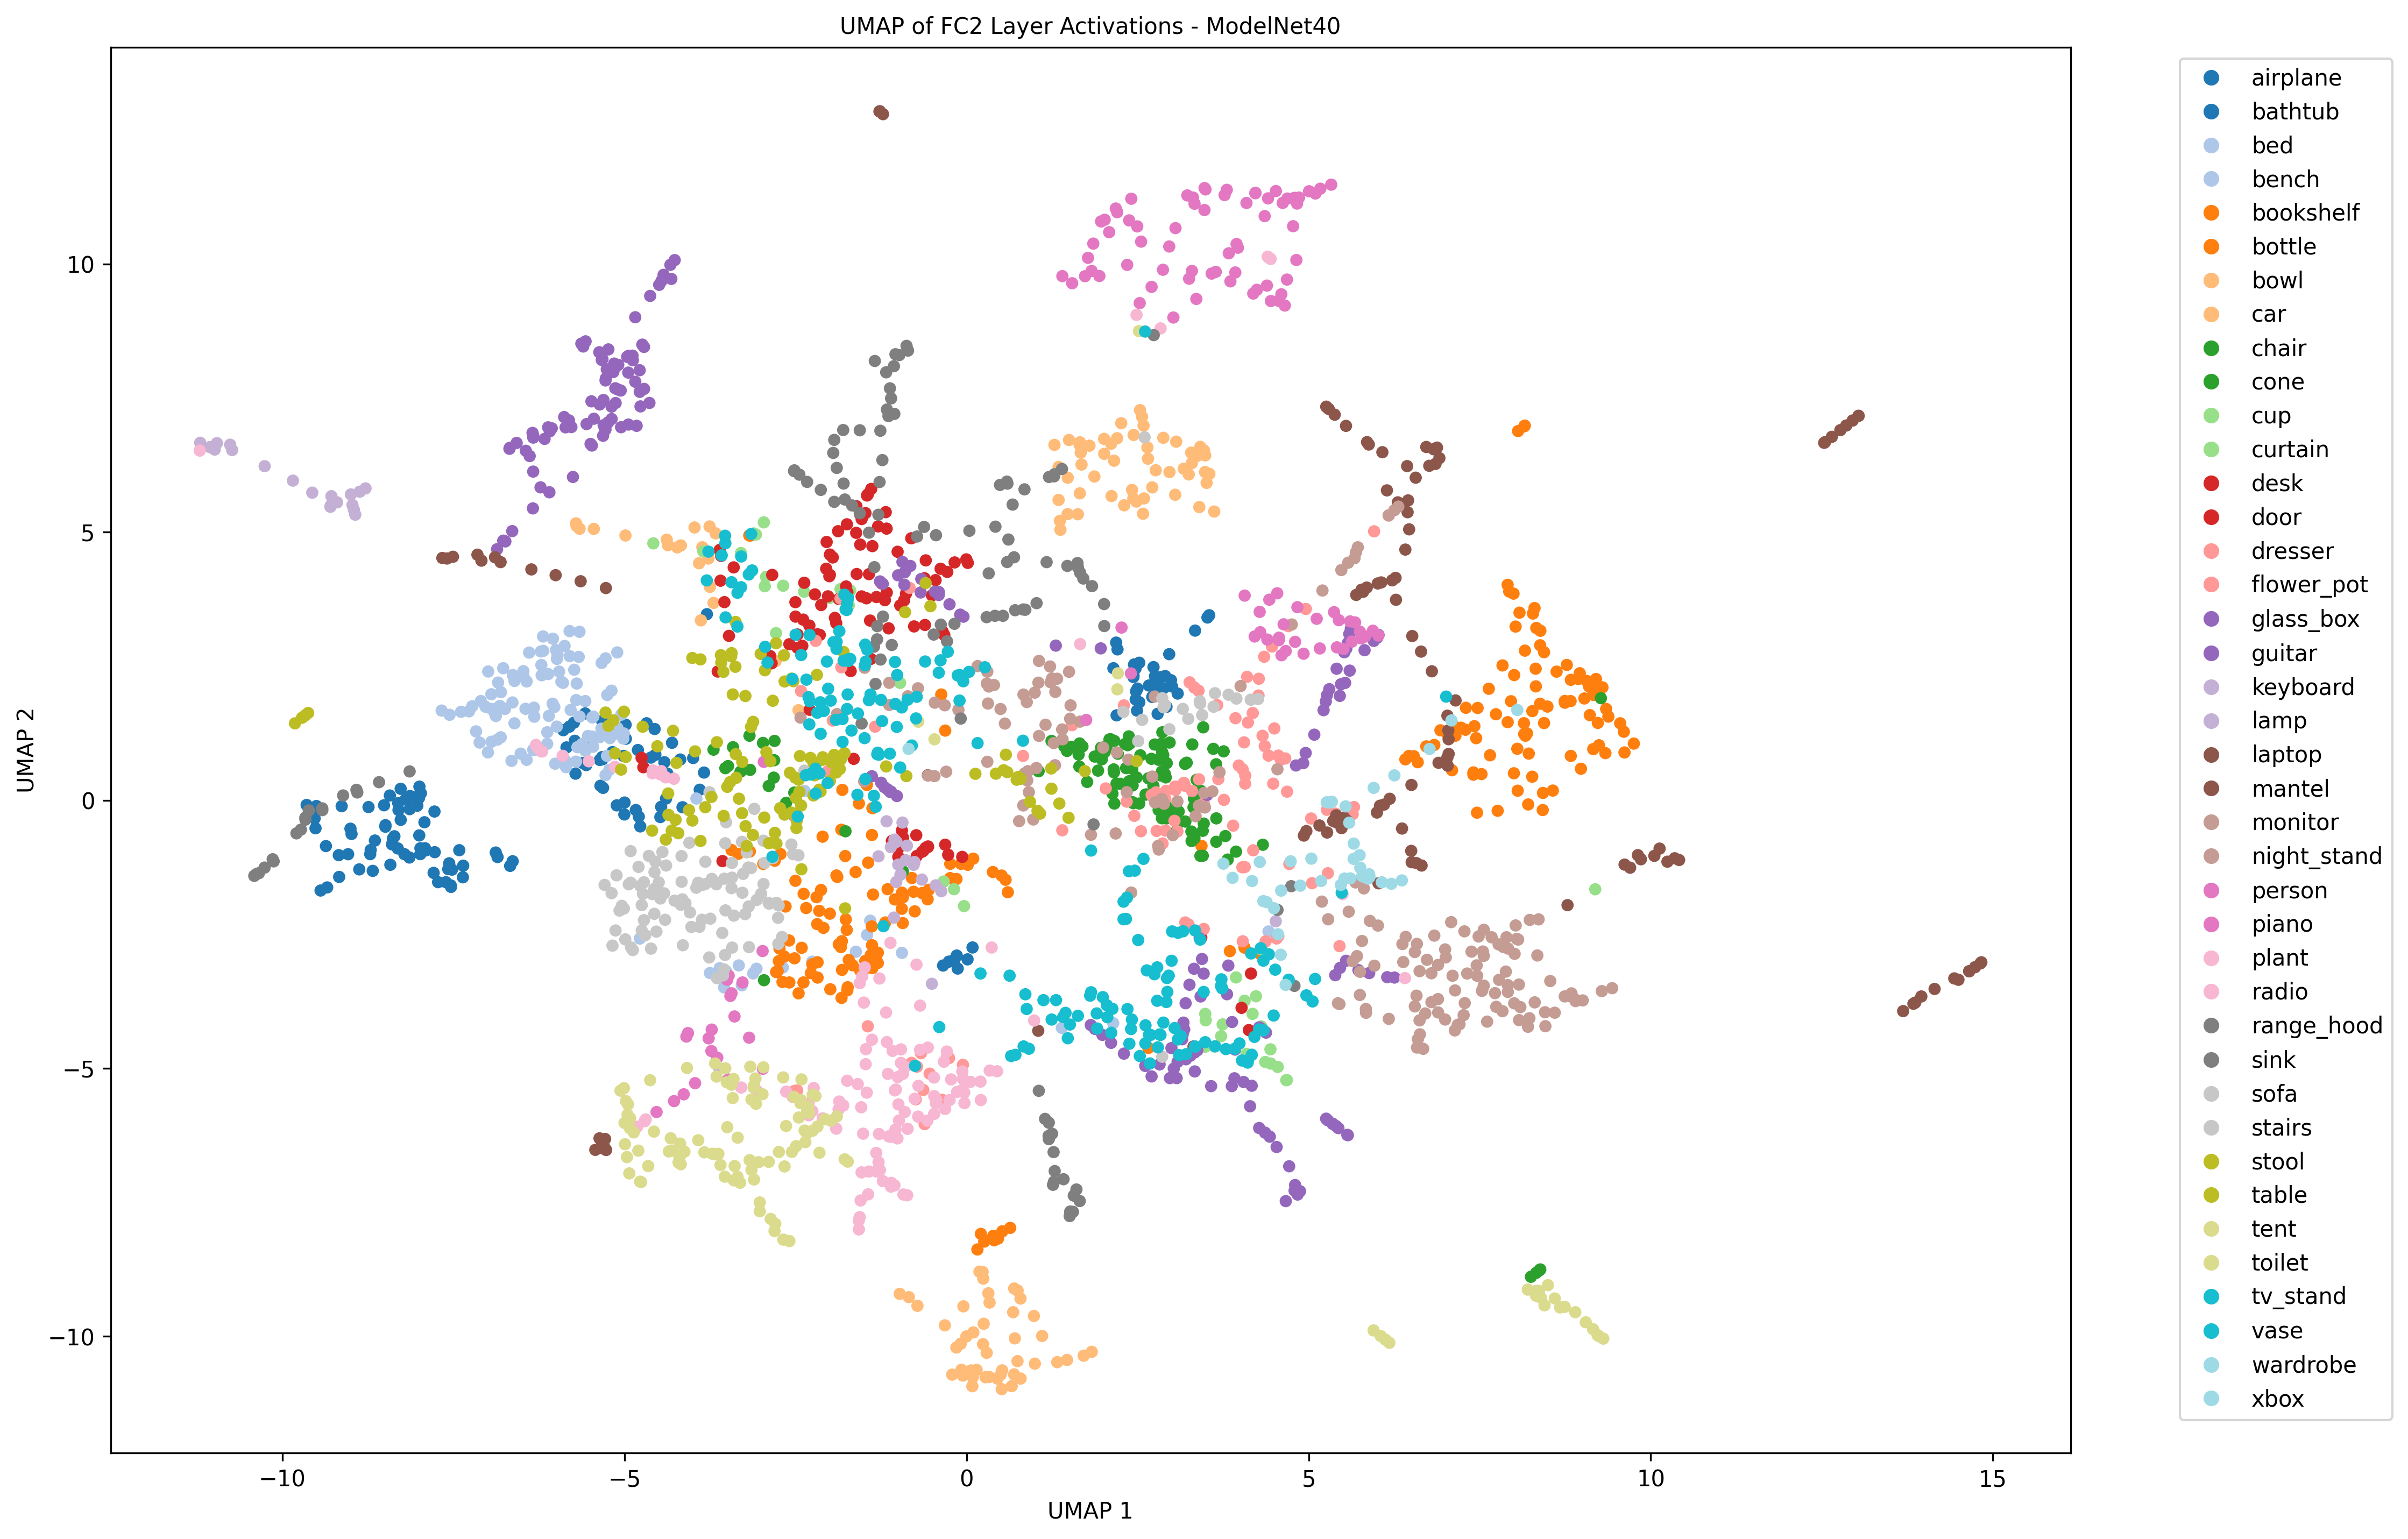 UMAP of FC2 Layer Activations - ModelNet40
airplane
bathtub
bed
bench
bookshelf
bottle
bowl
car
chair
cone
cup
curtain
desk
door
dresser
flower_pot
glass_box
guitar
keyboard
lamp
laptop
mantel
monitor
night_stand
person
piano
plant
radio
range_hood
sink
sofa
stairs
stool
table
tent
toilet
tv_stand
vase
wardrobe
xbox
UMAP 2
10
5
0
−5
−10
−10
−5
0
5
10
15
UMAP 1